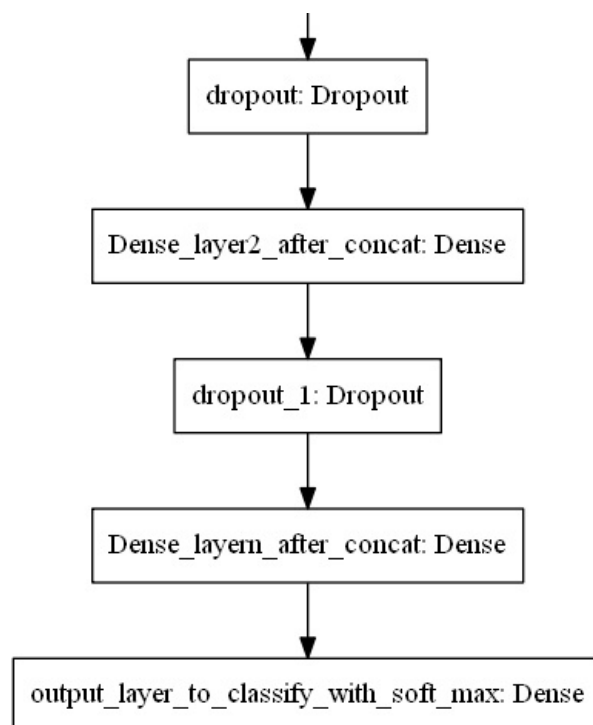 dropout: Dropout
Dense_layer2_after_concat: Dense
dropout_1: Dropout
Dense_layern_after_concat: Dense
output_layer_to_classify_with_soft_max: Dense